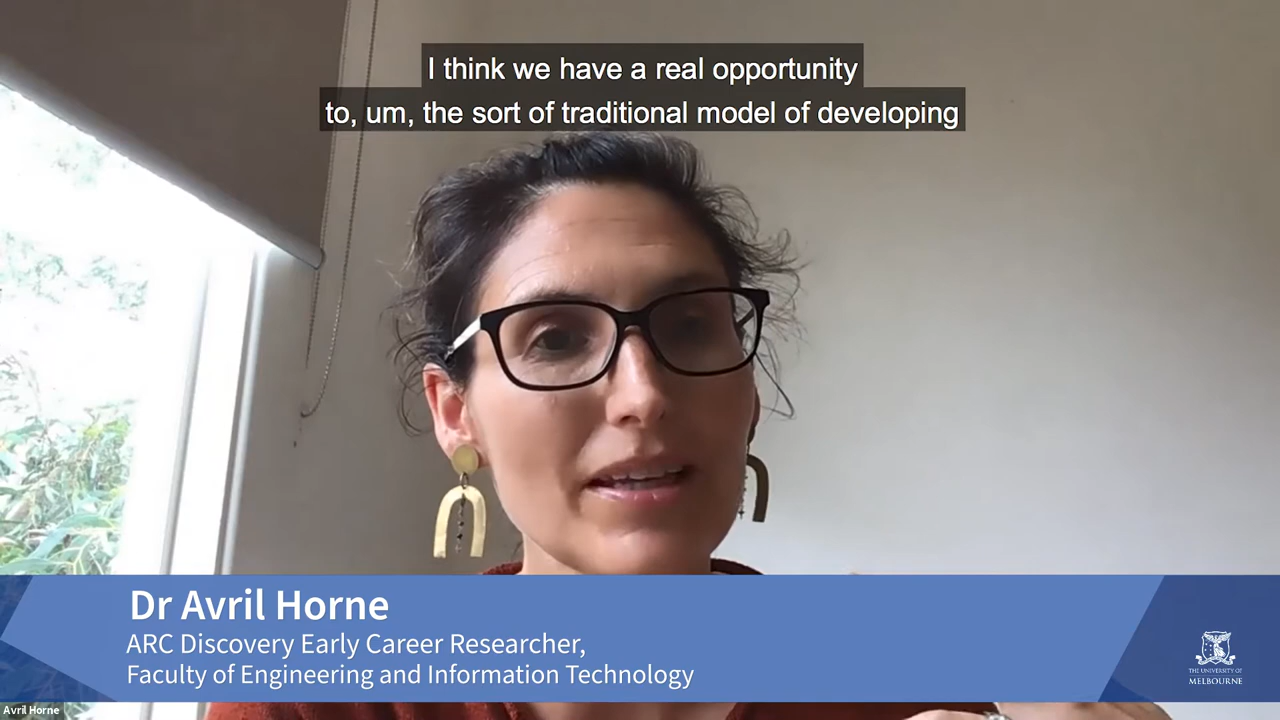 I think we have a real opportunity
to, um, the sort of traditional model of developing
Dr Avril Horne
ARC Discovery Early Career Researcher,
Faculty of Engineering and Information Technology
THE UNIVERSITY OF
MELBOURNE
Avril Horne